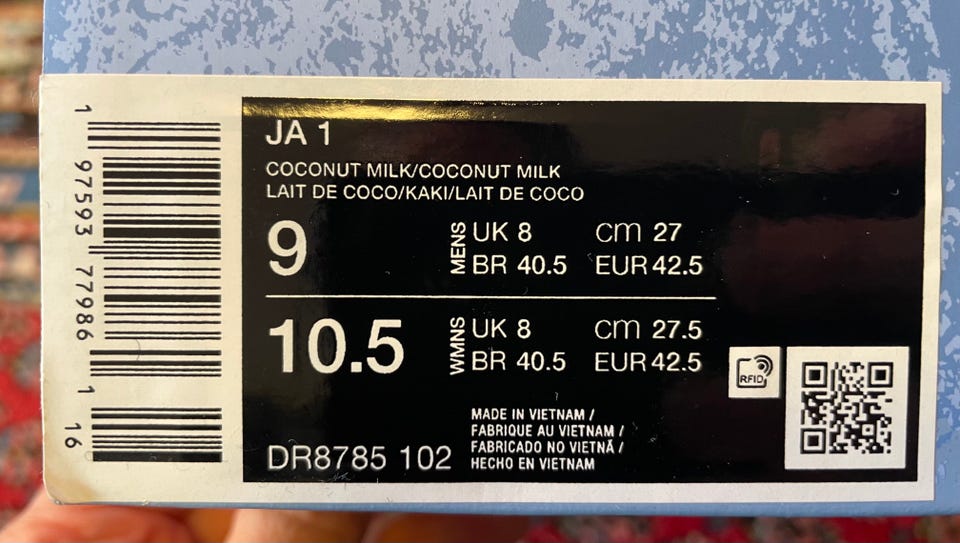 JA 1
COCONUT MILK/COCONUT MILK
LAIT DE COCO/KAKI/LAIT DE COCO
9
MENS
UK 8 cm 27
BR 40.5 EUR 42.5
10.5
WMNS
UK 8 cm 27.5
BR 40.5 EUR 42.5
RFID
MADE IN VIETNAM /
FABRIQUE AU VIETNAM /
FABRICADO NO VIETNÃ /
HECHO EN VIETNAM
DR8785 102
1 97593 77986 1 16